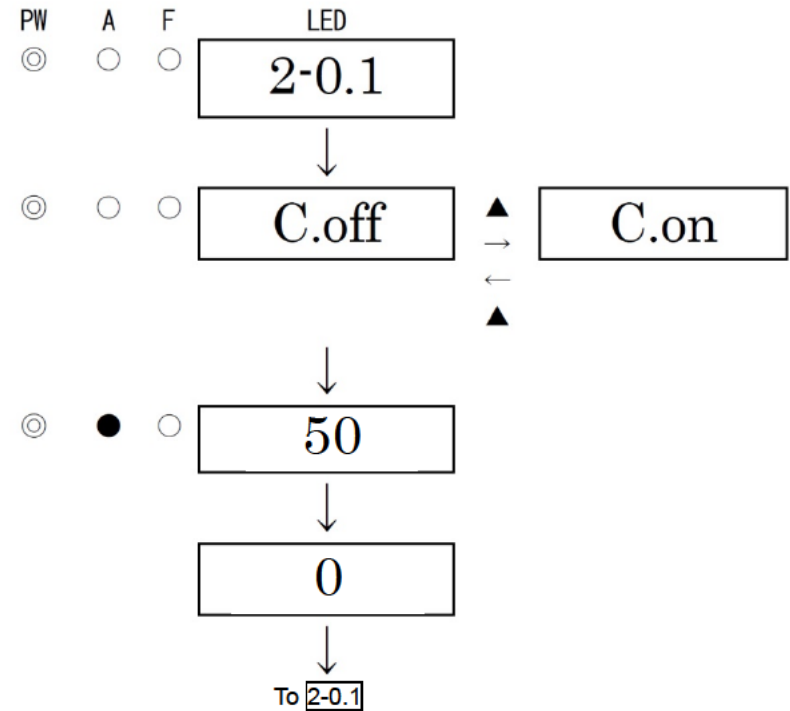 PW A F LED
◎ ○ ○ 2-0.1
↓
◎ ○ ○ C.off ▲ → ← ▲ C.on
↓
◎ ● ○ 50
↓
0
↓
To 2-0.1